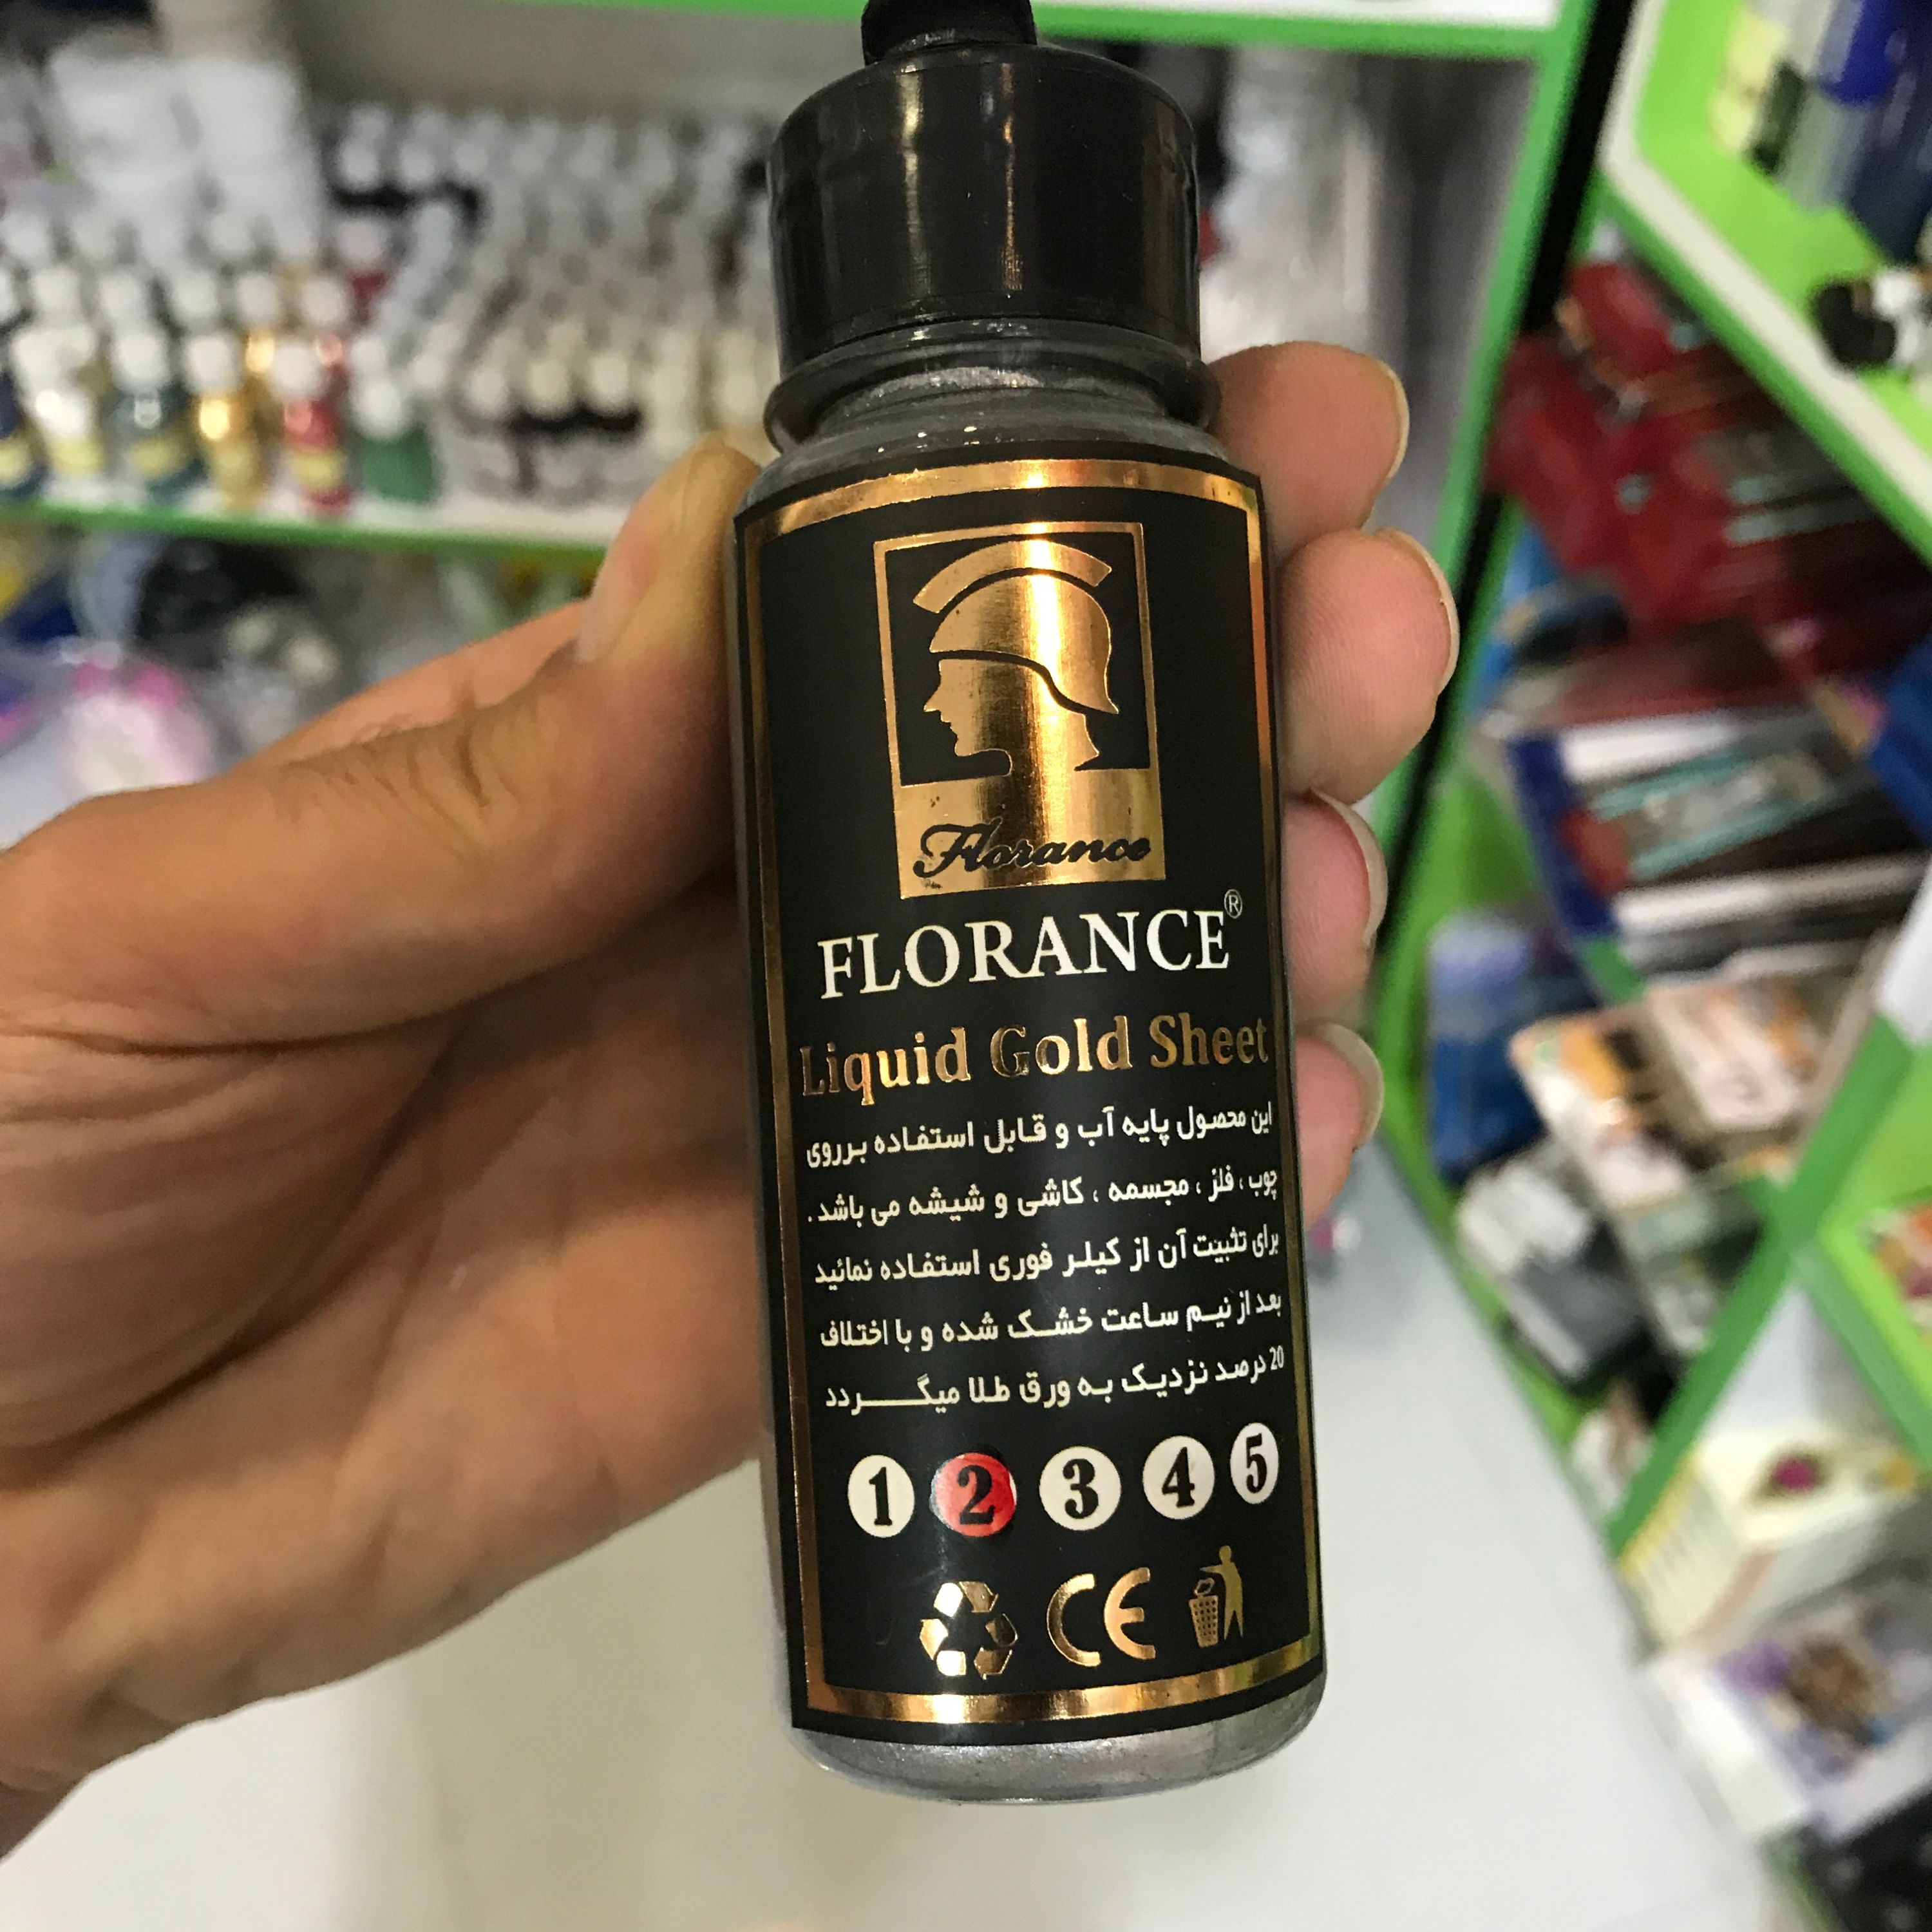 Florance
FLORANCE®
Liquid Gold Sheet
این محصول پایه آب و قابل استفاده برروی
چوب ، فلز ، مجسمه ، کاشی و شیشه می باشد .
برای تثبیت آن از کیلر فوری استفاده نمائید
بعد از نیم ساعت خشک شده و با اختلاف
20 درصد نزدیک به ورق طلا میگردد
1 2 3 4 5
CE